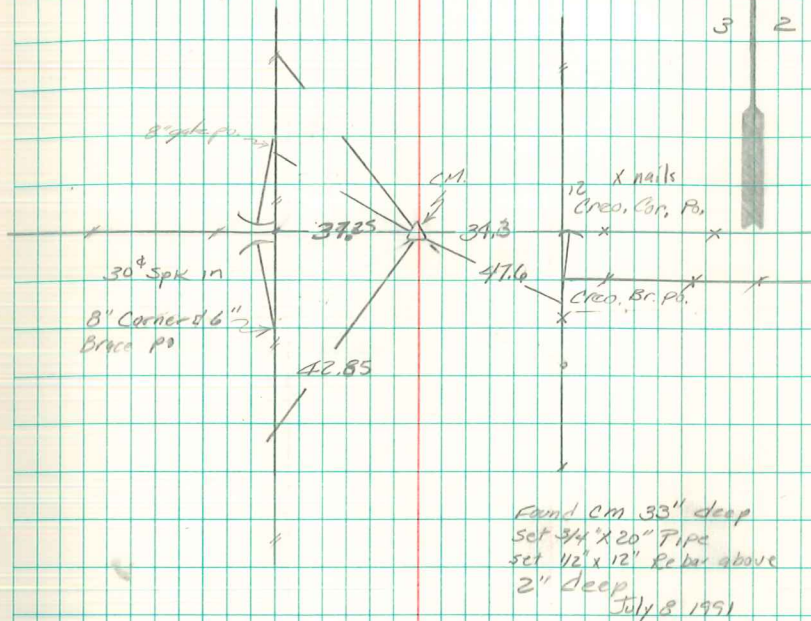 3 2
8" gate po.
C.M.
12
X nails
Creo. Cor. Po.
37.25
34.3
30ᵈ Spk in
47.6
Creo. Br. po.
8" Corner & 6"
Brace po
42.85
Found CM 33" deep
Set 3/4" X 20" Pipe
set 1/2" x 12" Rebar above
2" deep
July 8 1991